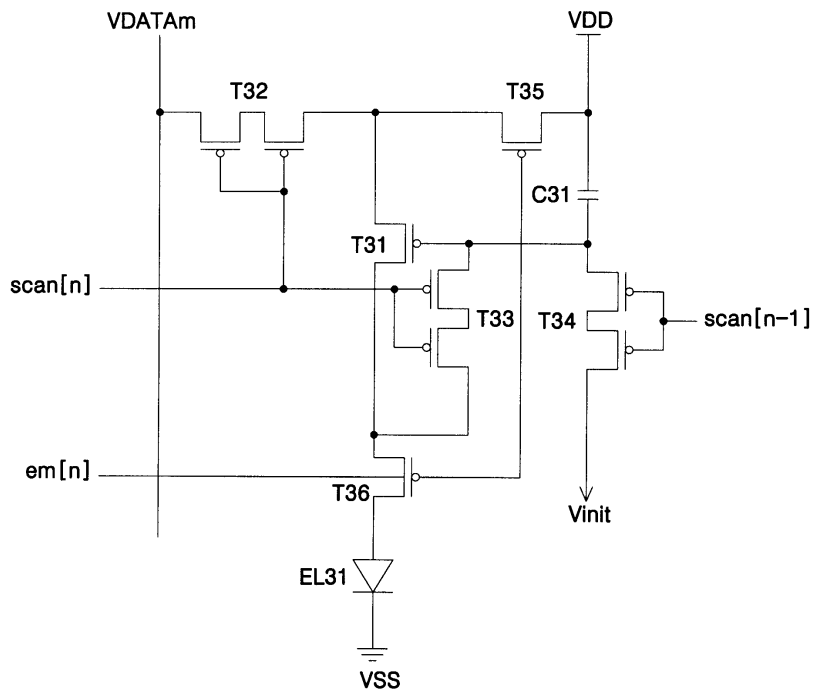 VDATAm
VDD
T32
T35
C31
T31
scan[n]
T33
T34
scan[n-1]
em[n]
T36
Vinit
EL31
VSS